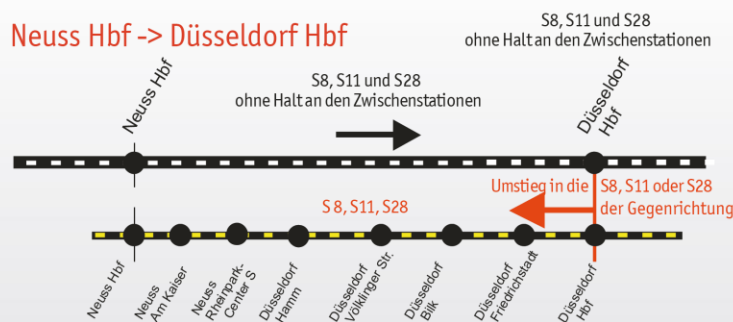 Neuss Hbf -> Düsseldorf Hbf
S8, S11 und S28
ohne Halt an den Zwischenstationen
S8, S11 und S28
ohne Halt an den Zwischenstationen
Neuss Hbf
Düsseldorf
Hbf
Umstieg in die S8, S11 oder S28
der Gegenrichtung
S 8, S11, S28
Neuss Hbf
Neuss
Am Kaiser
Neuss
Rheinpark-
Center S
Düsseldorf
Hamm
Düsseldorf
Völklinger Str.
Düsseldorf
Bilk
Düsseldorf
Friedrichstadt
Düsseldorf
Hbf